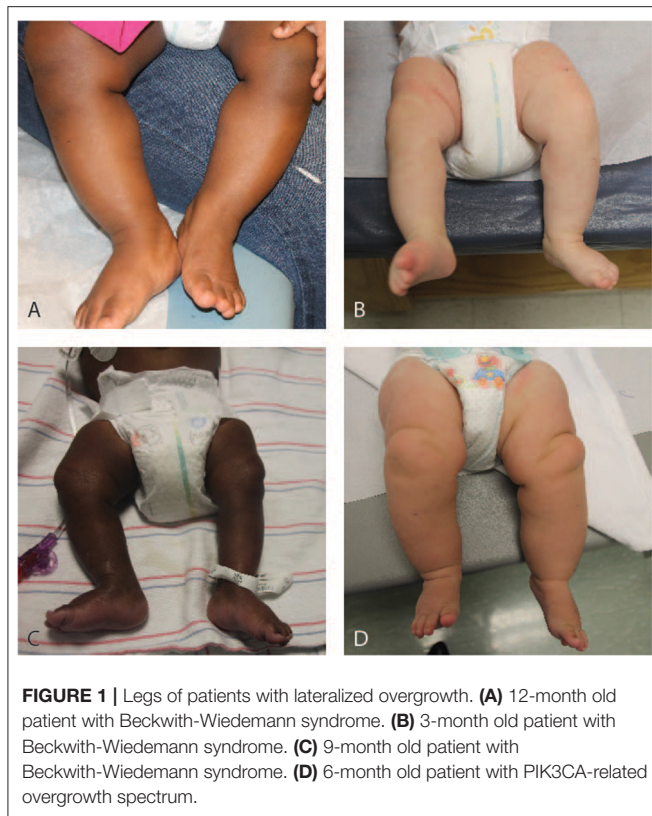 A
B
C
D
FIGURE 1 | Legs of patients with lateralized overgrowth. (A) 12-month old
patient with Beckwith-Wiedemann syndrome. (B) 3-month old patient with
Beckwith-Wiedemann syndrome. (C) 9-month old patient with
Beckwith-Wiedemann syndrome. (D) 6-month old patient with PIK3CA-related
overgrowth spectrum.